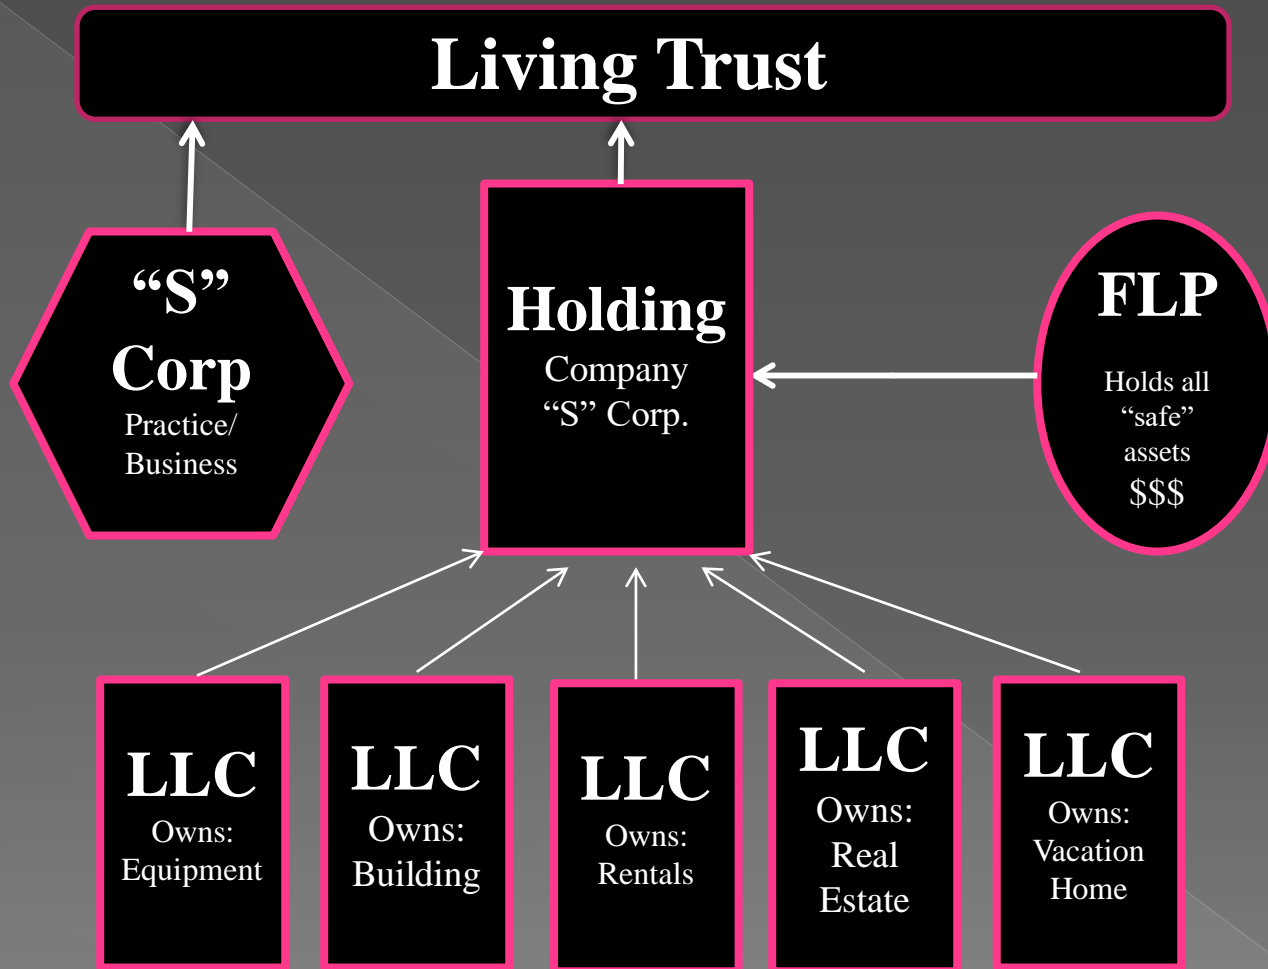 Living Trust
“S”
Corp
Practice/
Business
Holding
Company
“S” Corp.
FLP
Holds all
“safe”
assets
$$$
LLC
Owns:
Equipment
LLC
Owns:
Building
LLC
Owns:
Rentals
LLC
Owns:
Real
Estate
LLC
Owns:
Vacation
Home